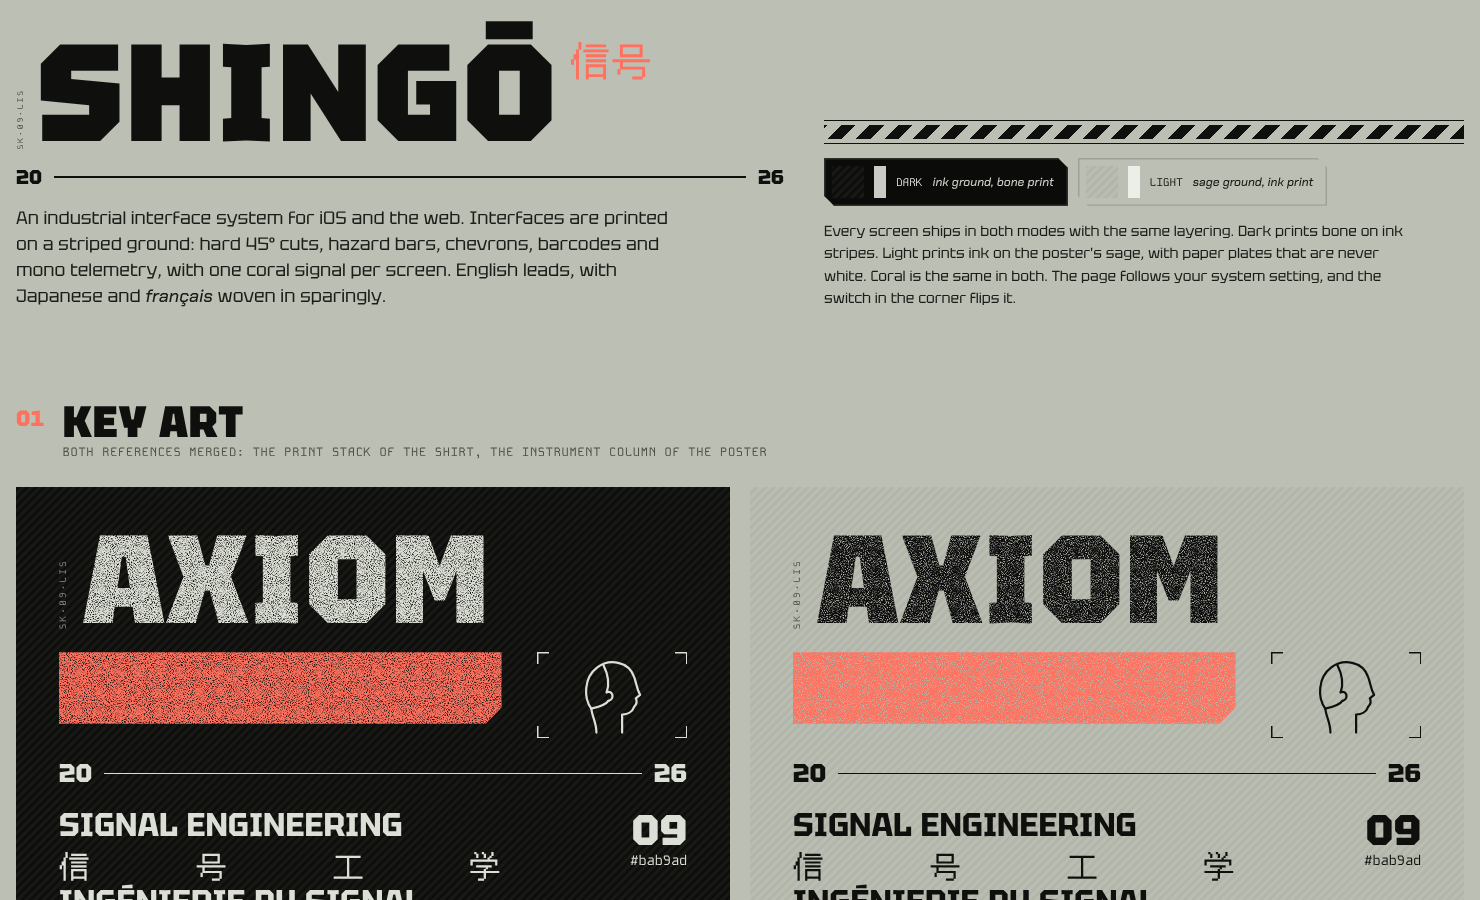 SHINGŌ
信号
SK-09-LIS
20
26
An industrial interface system for iOS and the web. Interfaces are printed
on a striped ground: hard 45° cuts, hazard bars, chevrons, barcodes and
mono telemetry, with one coral signal per screen. English leads, with
Japanese and français woven in sparingly.
DARK ink ground, bone print
LIGHT sage ground, ink print
Every screen ships in both modes with the same layering. Dark prints bone on ink
stripes. Light prints ink on the poster's sage, with paper plates that are never
white. Coral is the same in both. The page follows your system setting, and the
switch in the corner flips it.
01 KEY ART
BOTH REFERENCES MERGED: THE PRINT STACK OF THE SHIRT, THE INSTRUMENT COLUMN OF THE POSTER
AXIOM
SK-09-LIS
20
26
SIGNAL ENGINEERING
09
信号工学
#bab9ad
INGÉNIERIE DU SIGNAL
AXIOM
SK-09-LIS
20
26
SIGNAL ENGINEERING
09
信号工学
#bab9ad
INGÉNIERIE DU SIGNAL